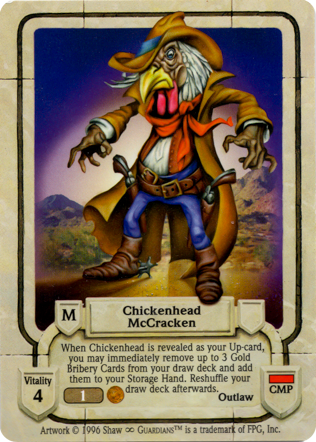 M
Chickenhead
McCracken
When Chickenhead is revealed as your Up-card,
you may immediately remove up to 3 Gold
Bribery Cards from your draw deck and add
them to your Storage Hand. Reshuffle your
1 draw deck afterwards.
Outlaw
Vitality
4
CMP
Artwork © 1996 Shaw ∞ GUARDIANS™ is a trademark of FPG, Inc.